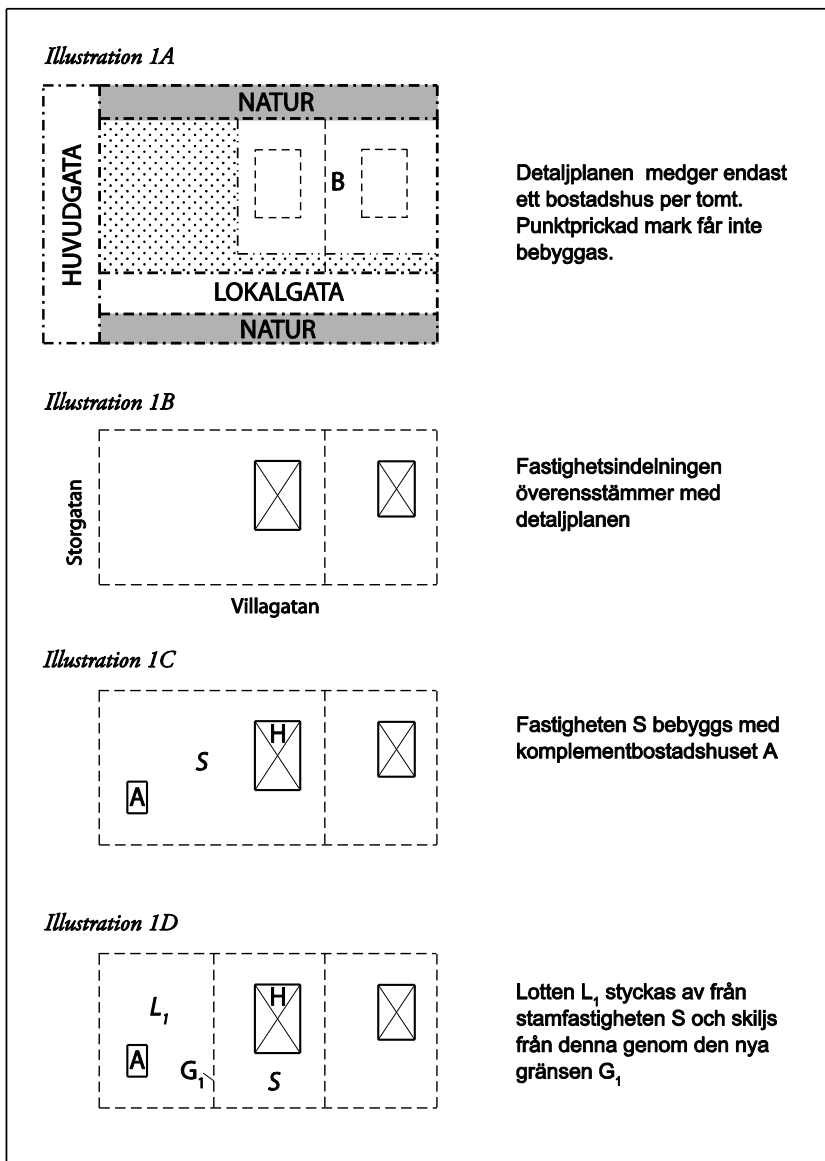 Illustration 1A
NATUR
HUVUDGATA
B
LOKALGATA
NATUR
Detaljplanen medger endast
ett bostadshus per tomt.
Punktprickad mark får inte
bebyggas.
Illustration 1B
Storgatan
Villagatan
Fastighetsindelningen
överensstämmer med
detaljplanen
Illustration 1C
H
S
A
Fastigheten S bebyggs med
komplementbostadshuset A
Illustration 1D
H
L₁
A
G₁
S
Lotten L₁ styckas av från
stamfastigheten S och skiljs
från denna genom den nya
gränsen G₁